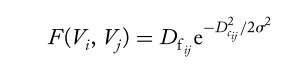 F(V_i, V_j) = D_{f_{ij}} e^{-D_{c_{ij}}^2/2σ^2}